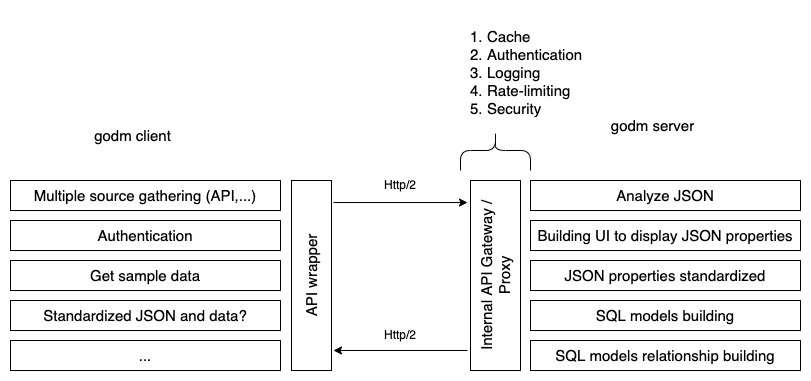 1. Cache
2. Authentication
3. Logging
4. Rate-limiting
5. Security
godm client
godm server
Multiple source gathering (API,...)
Authentication
Get sample data
Standardized JSON and data?
...
API wrapper
Http/2
Http/2
Internal API Gateway /
Proxy
Analyze JSON
Building UI to display JSON properties
JSON properties standardized
SQL models building
SQL models relationship building